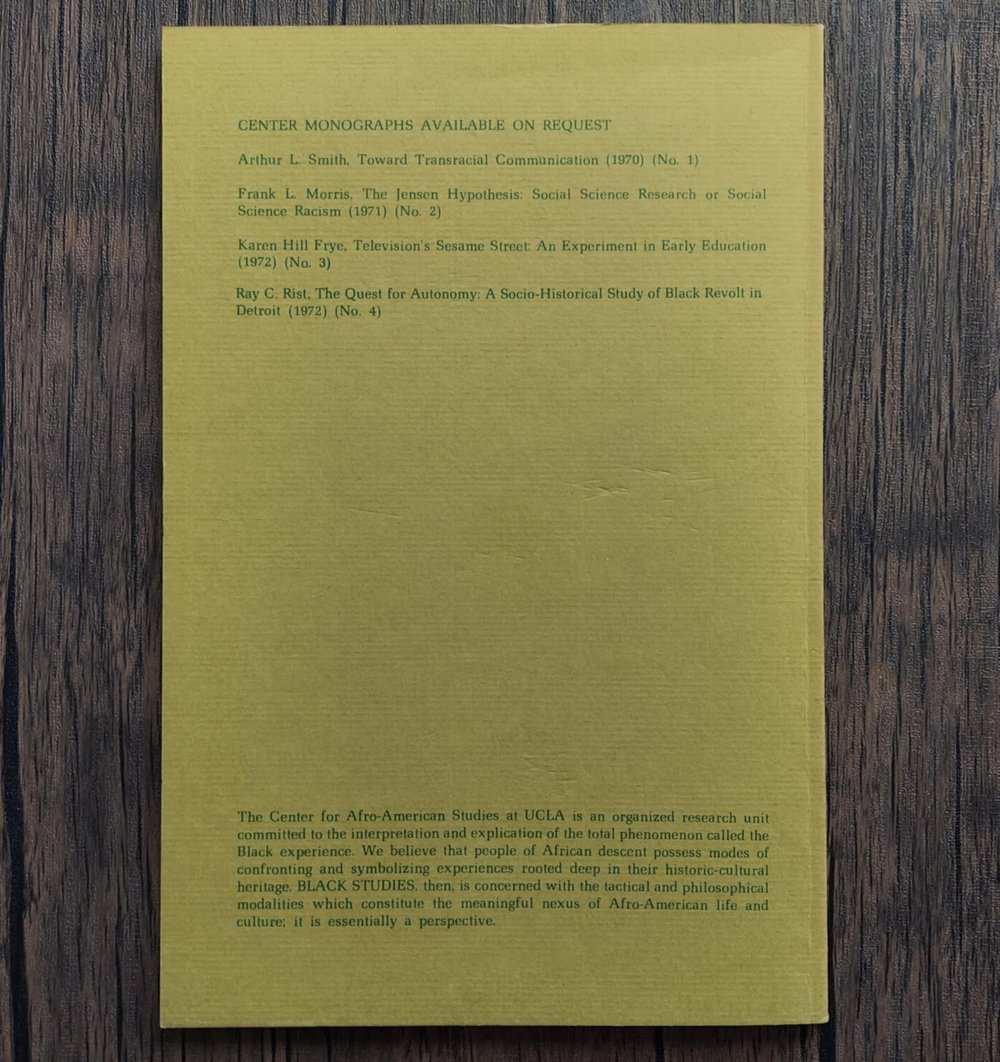 CENTER MONOGRAPHS AVAILABLE ON REQUEST
Arthur L. Smith, Toward Transracial Communication (1970) (No. 1)
Frank L. Morris, The Jensen Hypothesis: Social Science Research or Social
Science Racism (1971) (No. 2)
Karen Hill Frye, Television's Sesame Street: An Experiment in Early Education
(1972) (No. 3)
Ray C. Rist, The Quest for Autonomy: A Socio-Historical Study of Black Revolt in
Detroit (1972) (No. 4)
The Center for Afro-American Studies at UCLA is an organized research unit
committed to the interpretation and explication of the total phenomenon called the
Black experience. We believe that people of African descent possess modes of
confronting and symbolizing experiences rooted deep in their historic-cultural
heritage. BLACK STUDIES, then, is concerned with the tactical and philosophical
modalities which constitute the meaningful nexus of Afro-American life and
culture; it is essentially a perspective.